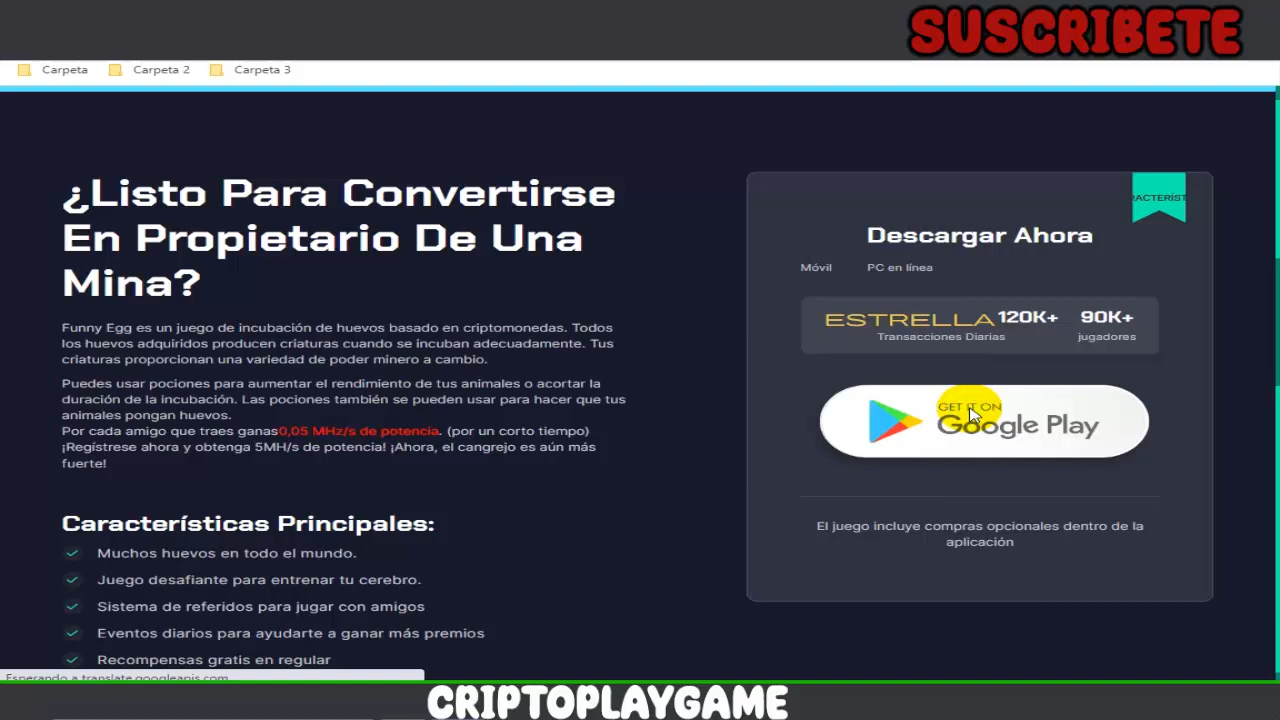 SUSCRIBETE
Carpeta Carpeta 2 Carpeta 3
¿Listo Para Convertirse
En Propietario De Una
Mina?
Funny Egg es un juego de incubación de huevos basado en criptomonedas. Todos
los huevos adquiridos producen criaturas cuando se incuban adecuadamente. Tus
criaturas proporcionan una variedad de poder minero a cambio.
Puedes usar pociones para aumentar el rendimiento de tus animales o acortar la
duración de la incubación. Las pociones también se pueden usar para hacer que tus
animales pongan huevos.
Por cada amigo que traes ganas0,05 MHz/s de potencia. (por un corto tiempo)
¡Regístrese ahora y obtenga 5MH/s de potencia! ¡Ahora, el cangrejo es aún más
fuerte!
Características Principales:
Muchos huevos en todo el mundo.
Juego desafiante para entrenar tu cerebro.
Sistema de referidos para jugar con amigos
Eventos diarios para ayudarte a ganar más premios
Recompensas gratis en regular
RACTERÍST
Descargar Ahora
Móvil PC en línea
ESTRELLA 120K+ 90K+
Transacciones Diarias jugadores
GET IT ON
Google Play
El juego incluye compras opcionales dentro de la
aplicación
Esperando a translate.googleapis.com
CRIPTOPLAYGAME